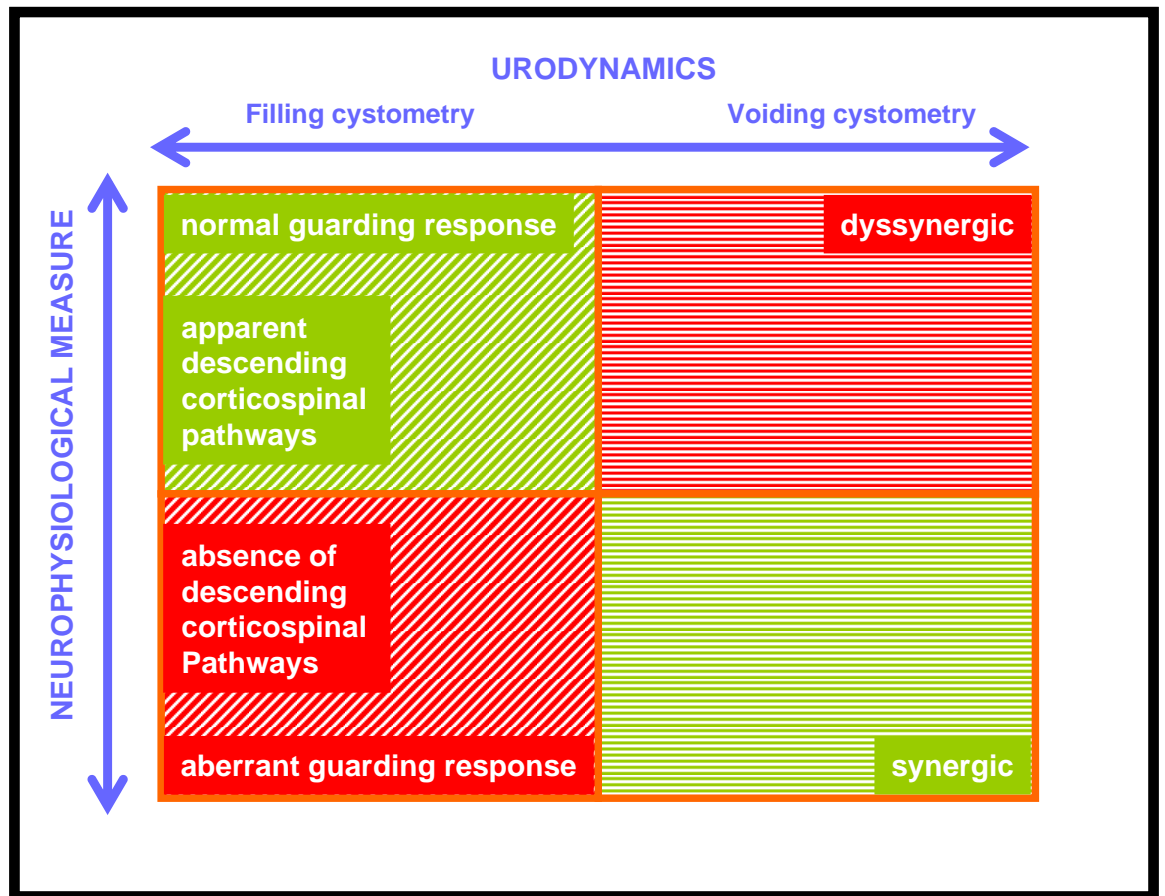 URODYNAMICS
Filling cystometry
Voiding cystometry
NEUROPHYSIOLOGICAL MEASURE
normal guarding response
dyssynergic
apparent
descending
corticospinal
pathways
absence of
descending
corticospinal
Pathways
aberrant guarding response
synergic